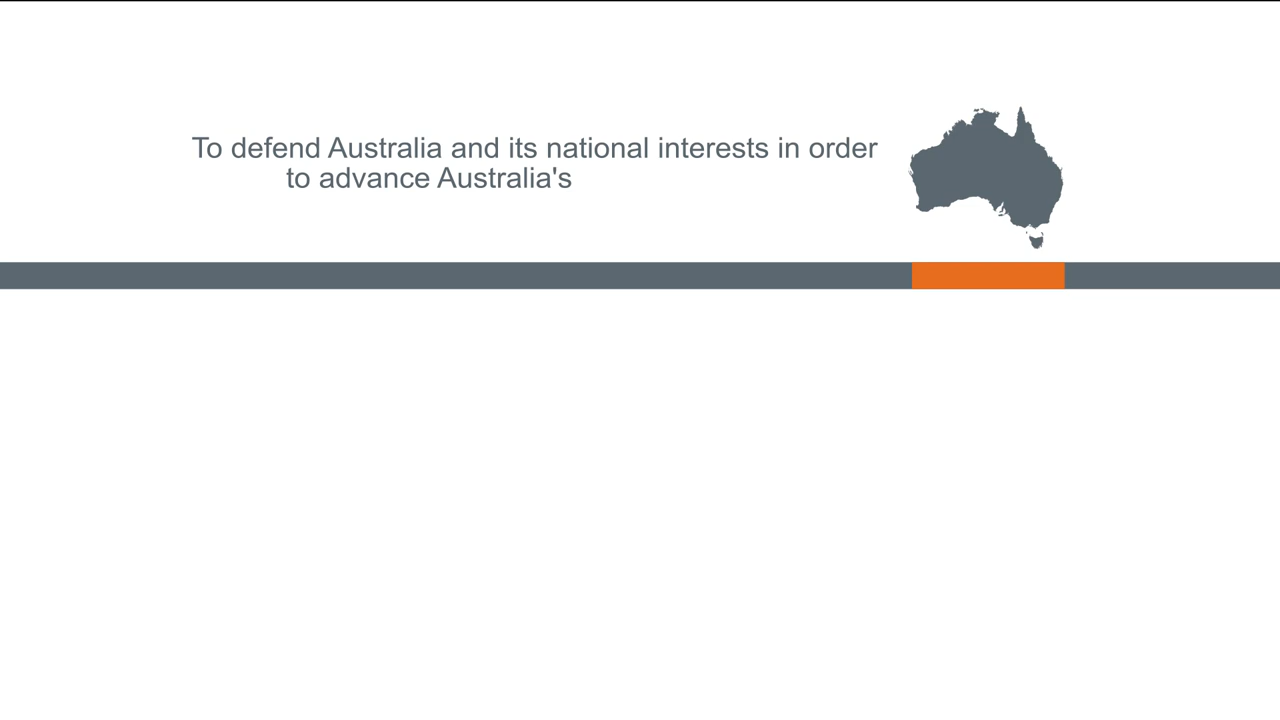 To defend Australia and its national interests in order
to advance Australia's